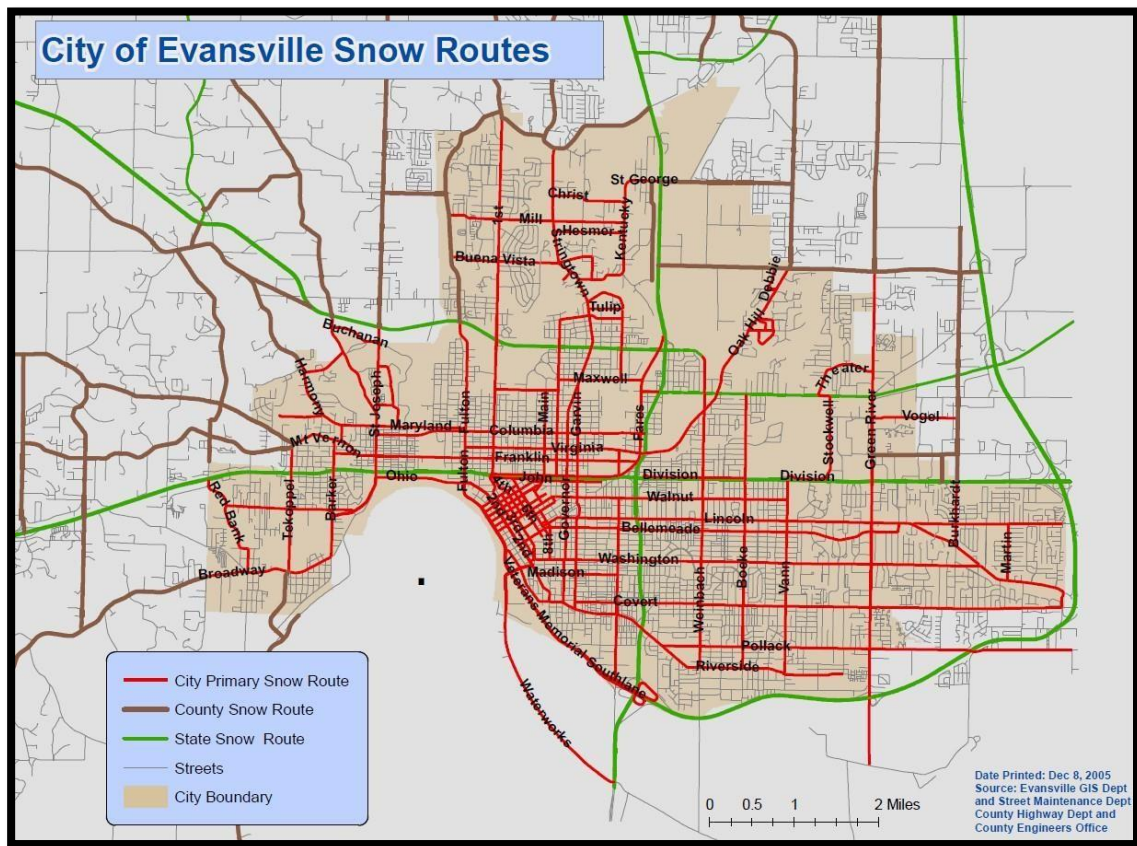 City of Evansville Snow Routes
St George
Christ
1st
Mill
Hesmer
Kentucky
Stringtown
Buena Vista
Debbie
Tulip
Oak Hill
Buchanan
Harmony
St Joseph
Maxwell
Theater
Fulton
Main
Garvin
Fares
Stockwell
Green River
Vogel
Maryland
Columbia
Mt Vernon
Virginia
Franklin
Fulton
Ohio
John
Division
Division
Red Bank
Tekoppel
Barker
4th
Governor
Walnut
Burkhardt
Lincoln
2nd
8th
Bellemeade
Martin
Washington
Broadway
Madison
Boeke
Vann
Weinbach
Covert
Veterans Memorial Southlane
Pollack
Riverside
Waterworks
City Primary Snow Route
County Snow Route
State Snow Route
Streets
City Boundary
0 0.5 1 2 Miles
Date Printed: Dec 8, 2005
Source: Evansville GIS Dept
and Street Maintenance Dept
County Highway Dept and
County Engineers Office